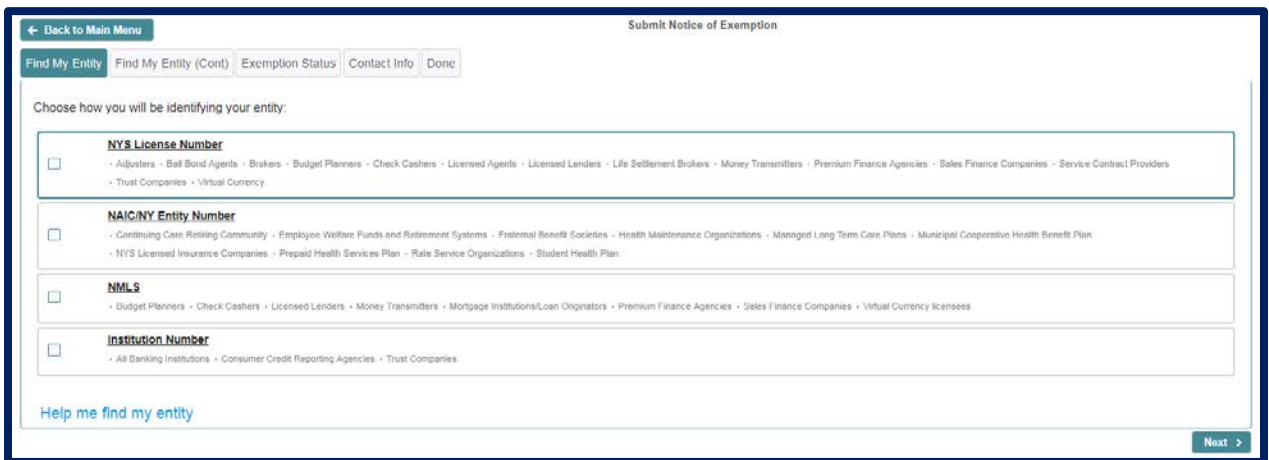 ← Back to Main Menu
Submit Notice of Exemption
Find My Entity Find My Entity (Cont) Exemption Status Contact Info Done
Choose how you will be identifying your entity:
NYS License Number
• Adjusters • Bail Bond Agents • Brokers • Budget Planners • Check Cashers • Licensed Agents • Licensed Lenders • Life Settlement Brokers • Money Transmitters • Premium Finance Agencies • Sales Finance Companies • Service Contract Providers
• Trust Companies • Virtual Currency
NAIC/NY Entity Number
• Continuing Care Retiring Community • Employee Welfare Funds and Retirement Systems • Fraternal Benefit Societies • Health Maintenance Organizations • Managed Long Term Care Plans • Municipal Cooperative Health Benefit Plan
• NYS Licensed Insurance Companies • Prepaid Health Services Plan • Rate Service Organizations • Student Health Plan
NMLS
• Budget Planners • Check Cashers • Licensed Lenders • Money Transmitters • Mortgage Institutions/Loan Originators • Premium Finance Agencies • Sales Finance Companies • Virtual Currency licensees
Institution Number
• All Banking Institutions • Consumer Credit Reporting Agencies • Trust Companies
Help me find my entity
Next >